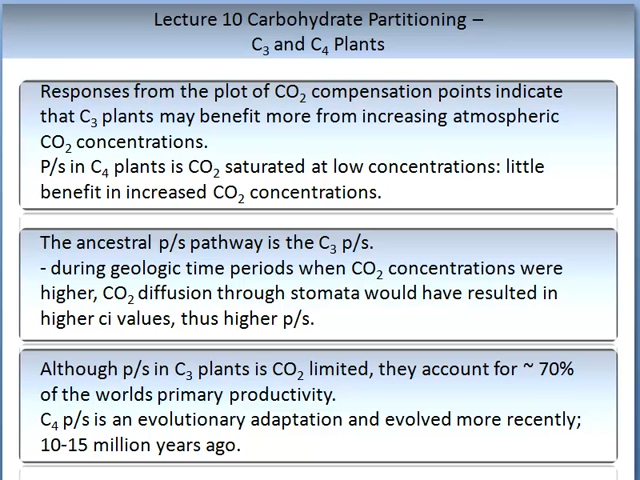 Lecture 10 Carbohydrate Partitioning –
C₃ and C₄ Plants
Responses from the plot of CO₂ compensation points indicate
that C₃ plants may benefit more from increasing atmospheric
CO₂ concentrations.
P/s in C₄ plants is CO₂ saturated at low concentrations: little
benefit in increased CO₂ concentrations.
The ancestral p/s pathway is the C₃ p/s.
- during geologic time periods when CO₂ concentrations were
higher, CO₂ diffusion through stomata would have resulted in
higher ci values, thus higher p/s.
Although p/s in C₃ plants is CO₂ limited, they account for ~ 70%
of the worlds primary productivity.
C₄ p/s is an evolutionary adaptation and evolved more recently;
10-15 million years ago.